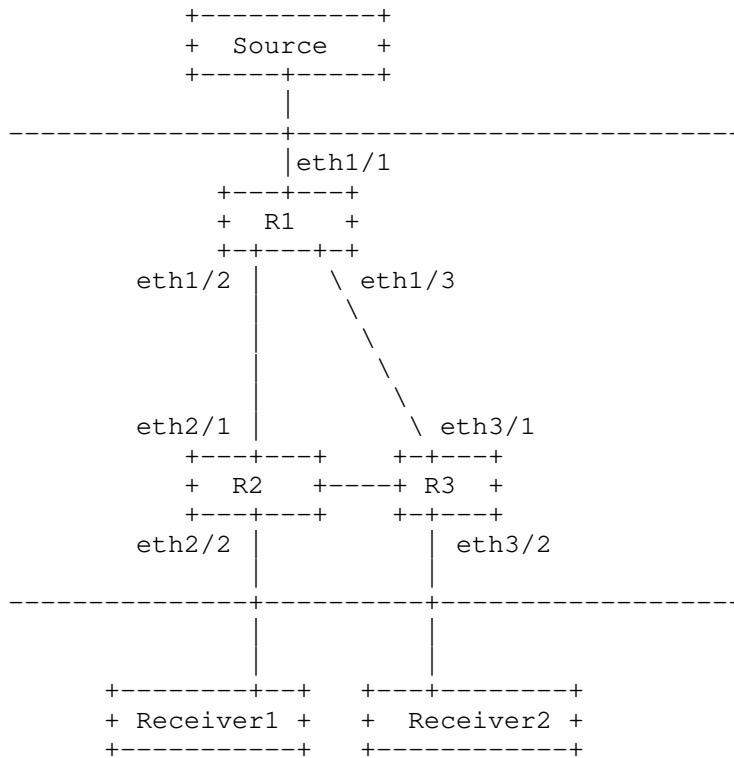 Source
eth1/1
R1
eth1/2 eth1/3
eth2/1 eth3/1
R2 R3
eth2/2 eth3/2
Receiver1 Receiver2